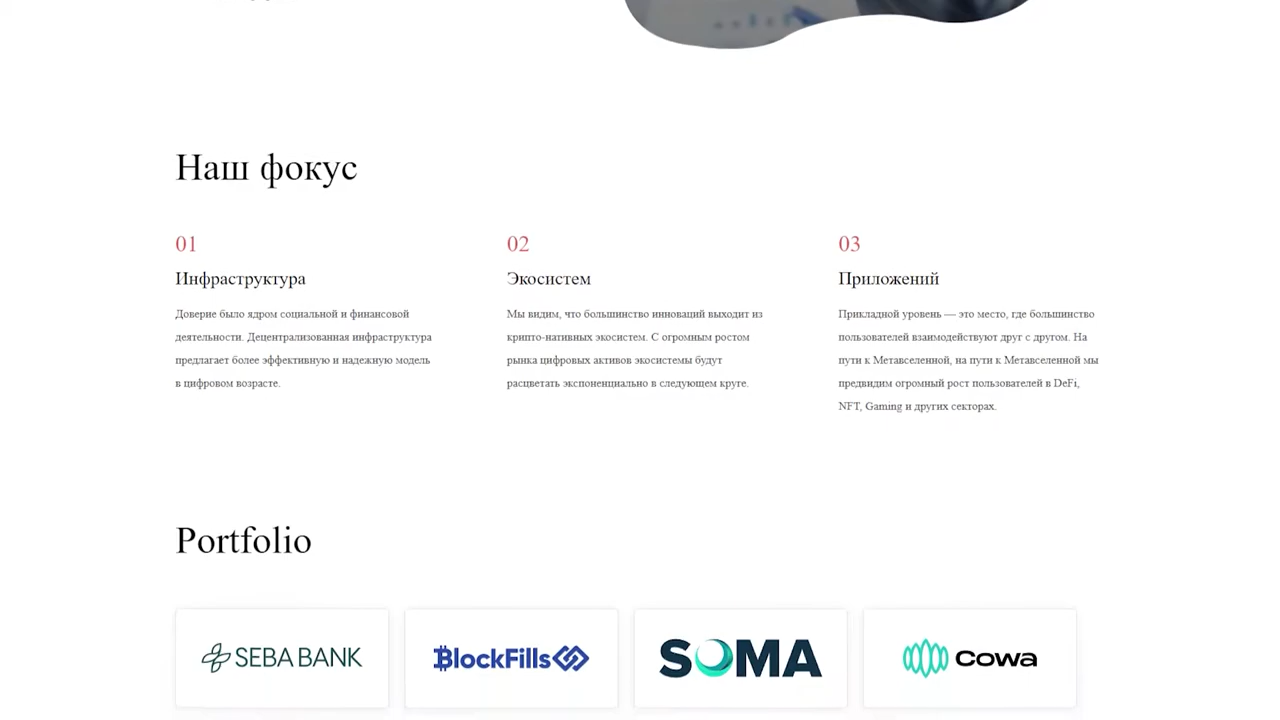 Наш фокус
01
Инфраструктура
Доверие было ядром социальной и финансовой
деятельности. Децентрализованная инфраструктура
предлагает более эффективную и надежную модель
в цифровом возрасте.
02
Экосистем
Мы видим, что большинство инноваций выходит из
крипто-нативных экосистем. С огромным ростом
рынка цифровых активов экосистемы будут
расцветать экспоненциально в следующем круге.
03
Приложений
Прикладной уровень — это место, где большинство
пользователей взаимодействуют друг с другом. На
пути к Метавселенной, на пути к Метавселенной мы
предвидим огромный рост пользователей в DeFi,
NFT, Gaming и других секторах.
Portfolio
SEBA BANK
BlockFills
SOMA
Cowa